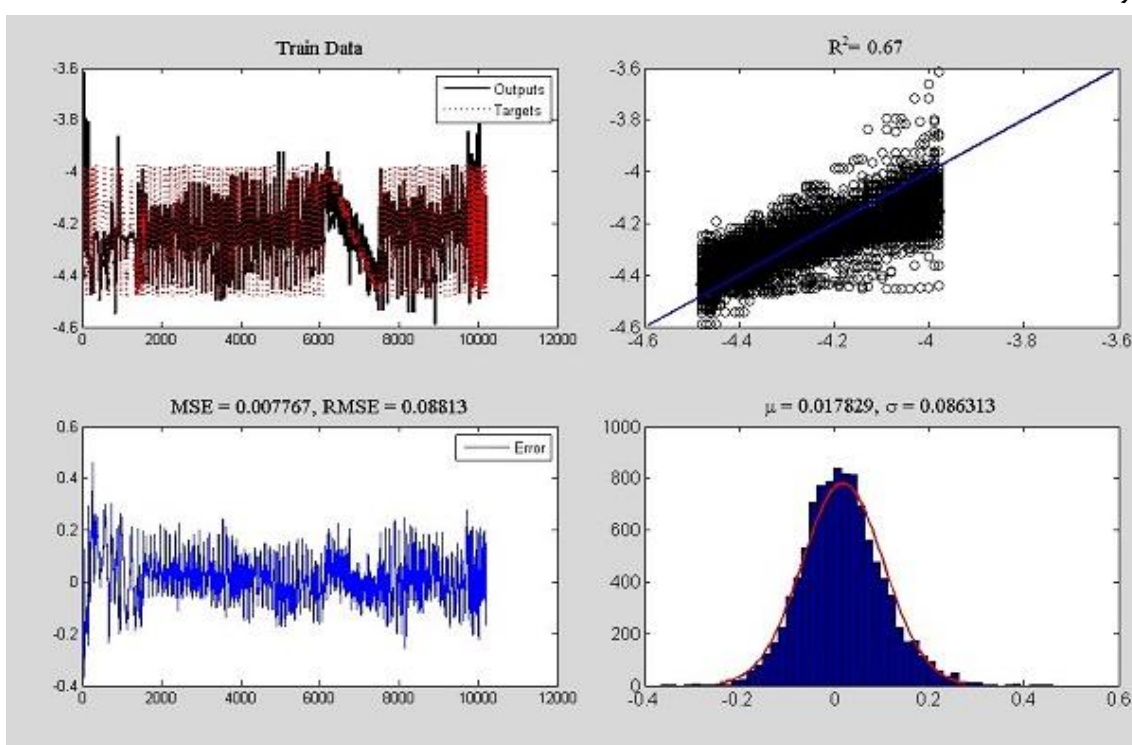 Train Data
-3.6
-3.8
-4
-4.2
-4.4
-4.6
Outputs
Targets
0 2000 4000 6000 8000 10000 12000
R²= 0.67
-3.6
-3.8
-4
-4.2
-4.4
-4.6
-4.6 -4.4 -4.2 -4 -3.8 -3.6
MSE = 0.007767, RMSE = 0.08813
0.6
0.4
0.2
0
-0.2
-0.4
Error
0 2000 4000 6000 8000 10000 12000
μ = 0.017829, σ = 0.086313
1000
800
600
400
200
0
-0.4 -0.2 0 0.2 0.4 0.6